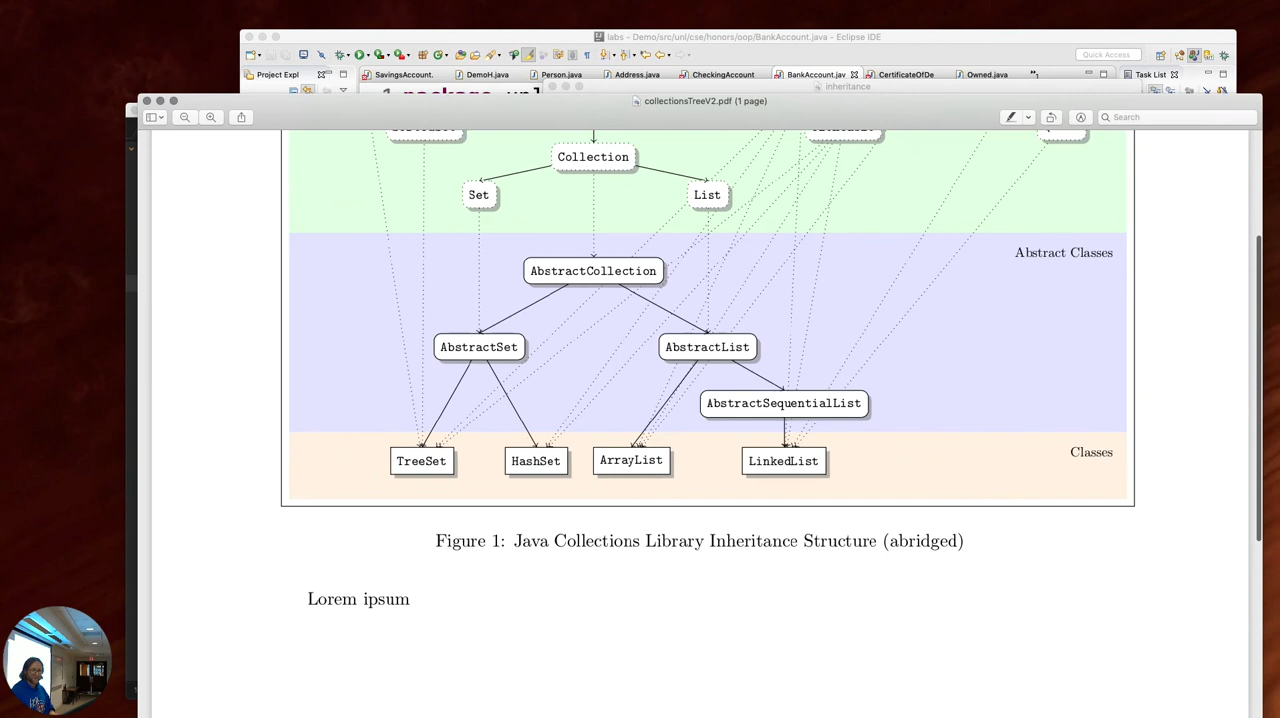 labs - Demo/src/unl/cse/honors/oop/BankAccount.java - Eclipse IDE
Quick Access
Project Expl
SavingsAccount.
DemoH.java
Person.java
Address.java
CheckingAccount
BankAccount.jav
CertificateOfDe
Owned.java
Task List
inheritance
collectionsTreeV2.pdf (1 page)
Search
Collection
Set
List
Abstract Classes
AbstractCollection
AbstractSet
AbstractList
AbstractSequentialList
Classes
TreeSet
HashSet
ArrayList
LinkedList
Figure 1: Java Collections Library Inheritance Structure (abridged)
Lorem ipsum